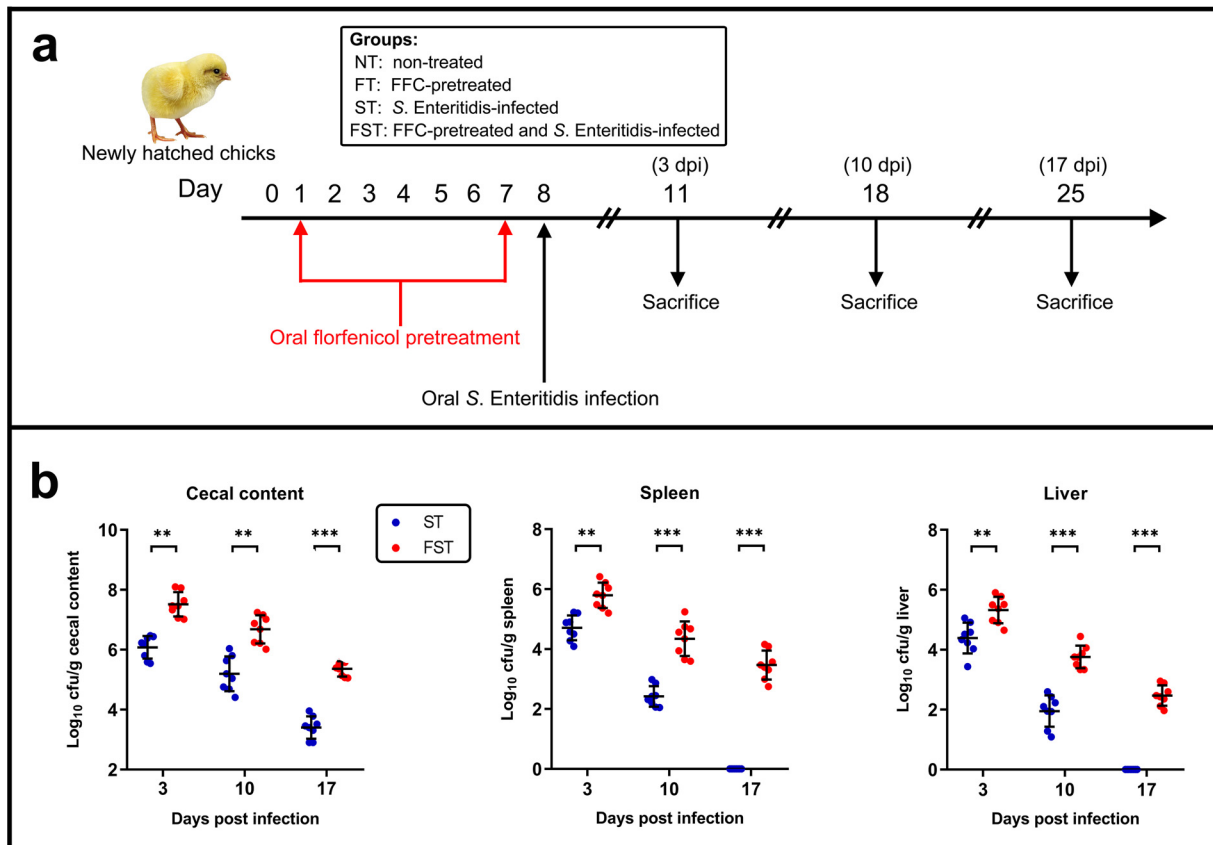 a
Groups:
NT: non-treated
FT: FFC-pretreated
ST: S. Enteritidis-infected
FST: FFC-pretreated and S. Enteritidis-infected
Newly hatched chicks
(3 dpi) (10 dpi) (17 dpi)
Day 0 1 2 3 4 5 6 7 8 11 18 25
Sacrifice Sacrifice Sacrifice
Oral florfenicol pretreatment
Oral S. Enteritidis infection
b
Cecal content
Log10 cfu/g cecal content
10
8
6
4
2
** ** ***
3 10 17
Days post infection
ST
FST
Spleen
Log10 cfu/g spleen
8
6
4
2
0
** *** ***
3 10 17
Days post infection
Liver
Log10 cfu/g liver
8
6
4
2
0
** *** ***
3 10 17
Days post infection